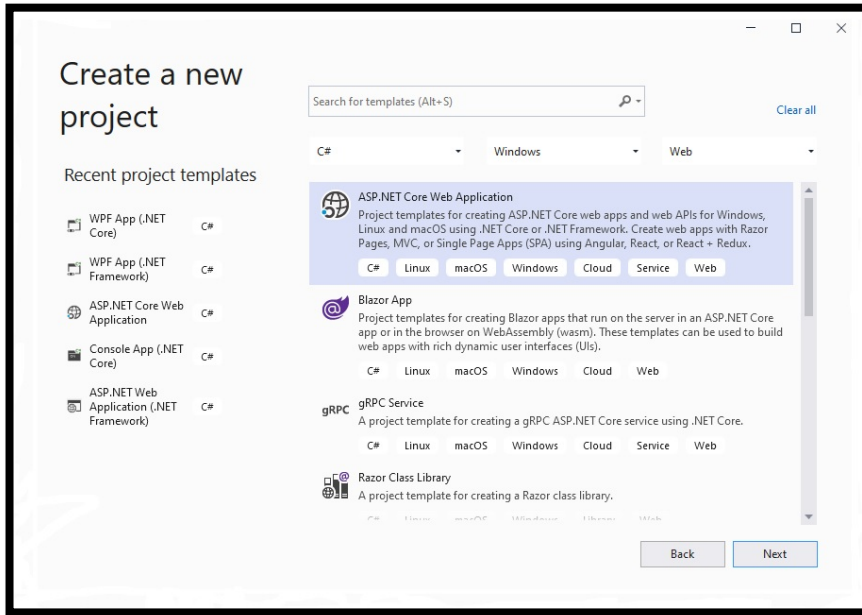 Create a new
project
Recent project templates
WPF App (.NET
Core)
C#
WPF App (.NET
Framework)
C#
ASP.NET Core Web
Application
C#
Console App (.NET
Core)
C#
ASP.NET Web
Application (.NET
Framework)
C#
Search for templates (Alt+S)
Clear all
C#
Windows
Web
ASP.NET Core Web Application
Project templates for creating ASP.NET Core web apps and web APIs for Windows,
Linux and macOS using .NET Core or .NET Framework. Create web apps with Razor
Pages, MVC, or Single Page Apps (SPA) using Angular, React, or React + Redux.
C# Linux macOS Windows Cloud Service Web
Blazor App
Project templates for creating Blazor apps that run on the server in an ASP.NET Core
app or in the browser on WebAssembly (wasm). These templates can be used to build
web apps with rich dynamic user interfaces (UIs).
C# Linux macOS Windows Cloud Web
gRPC
gRPC Service
A project template for creating a gRPC ASP.NET Core service using .NET Core.
C# Linux macOS Windows Cloud Service Web
Razor Class Library
A project template for creating a Razor class library.
C# Linux macOS Windows Library Web
Back
Next